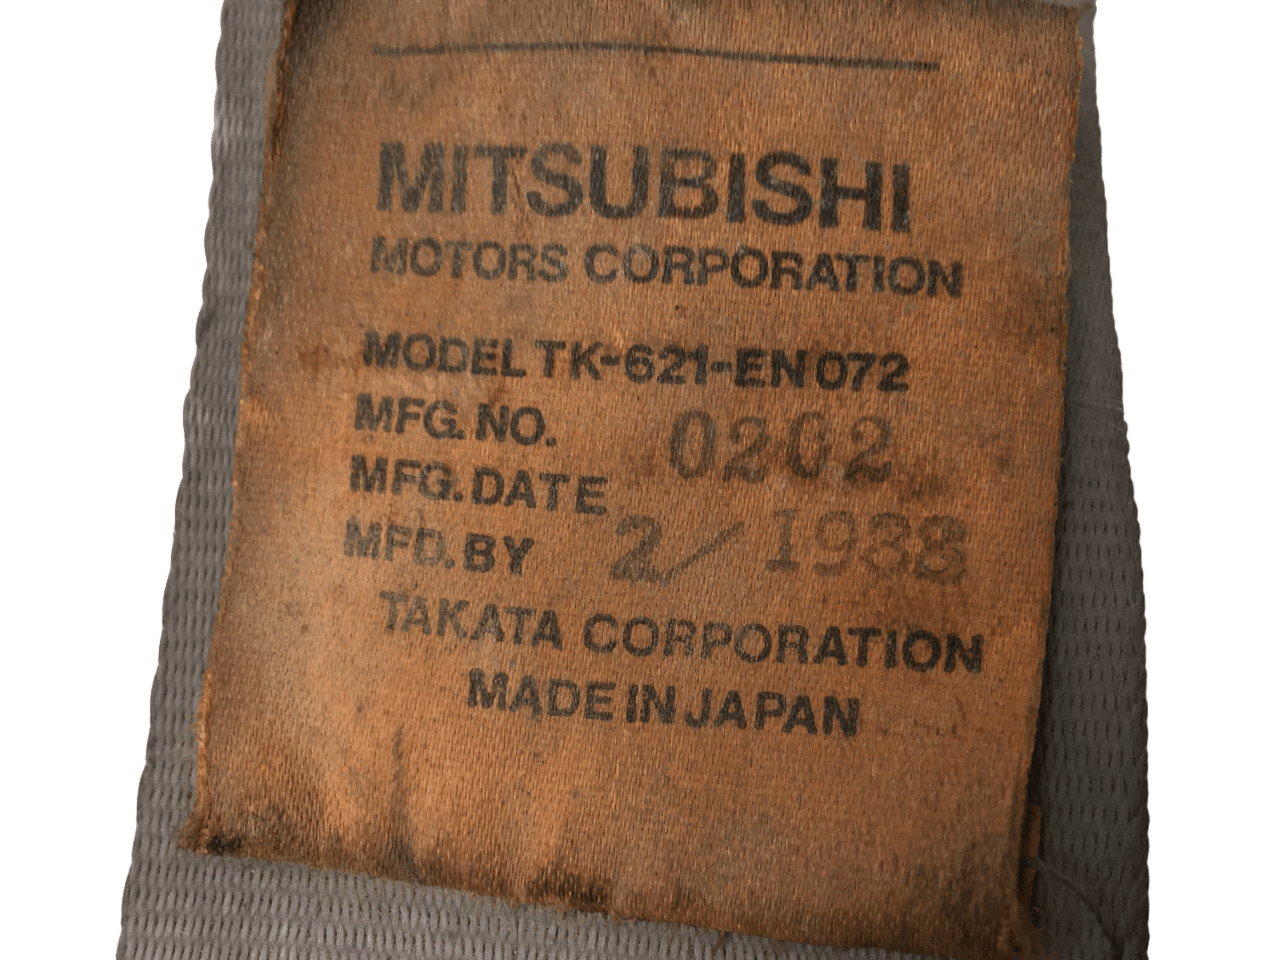 MITSUBISHI
MOTORS CORPORATION
MODEL TK-621-EN072
MFG. NO. 0202
MFG. DATE 2/1988
MFD. BY
TAKATA CORPORATION
MADE IN JAPAN